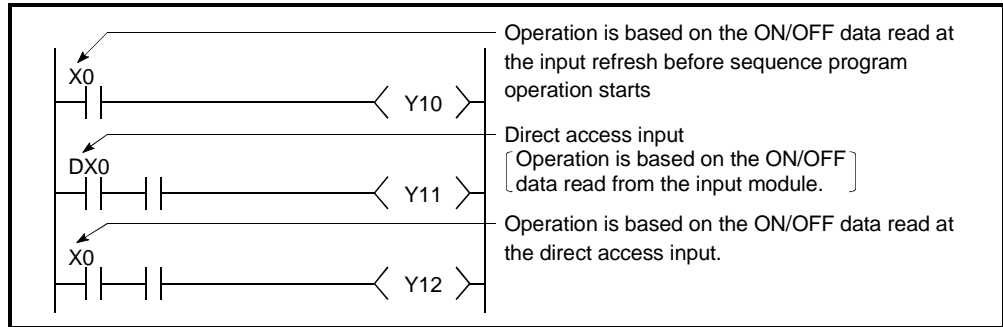 Operation is based on the ON/OFF data read at
the input refresh before sequence program
operation starts
X0
Y10
Direct access input
Operation is based on the ON/OFF
data read from the input module.
DX0
Y11
Operation is based on the ON/OFF data read at
the direct access input.
X0
Y12